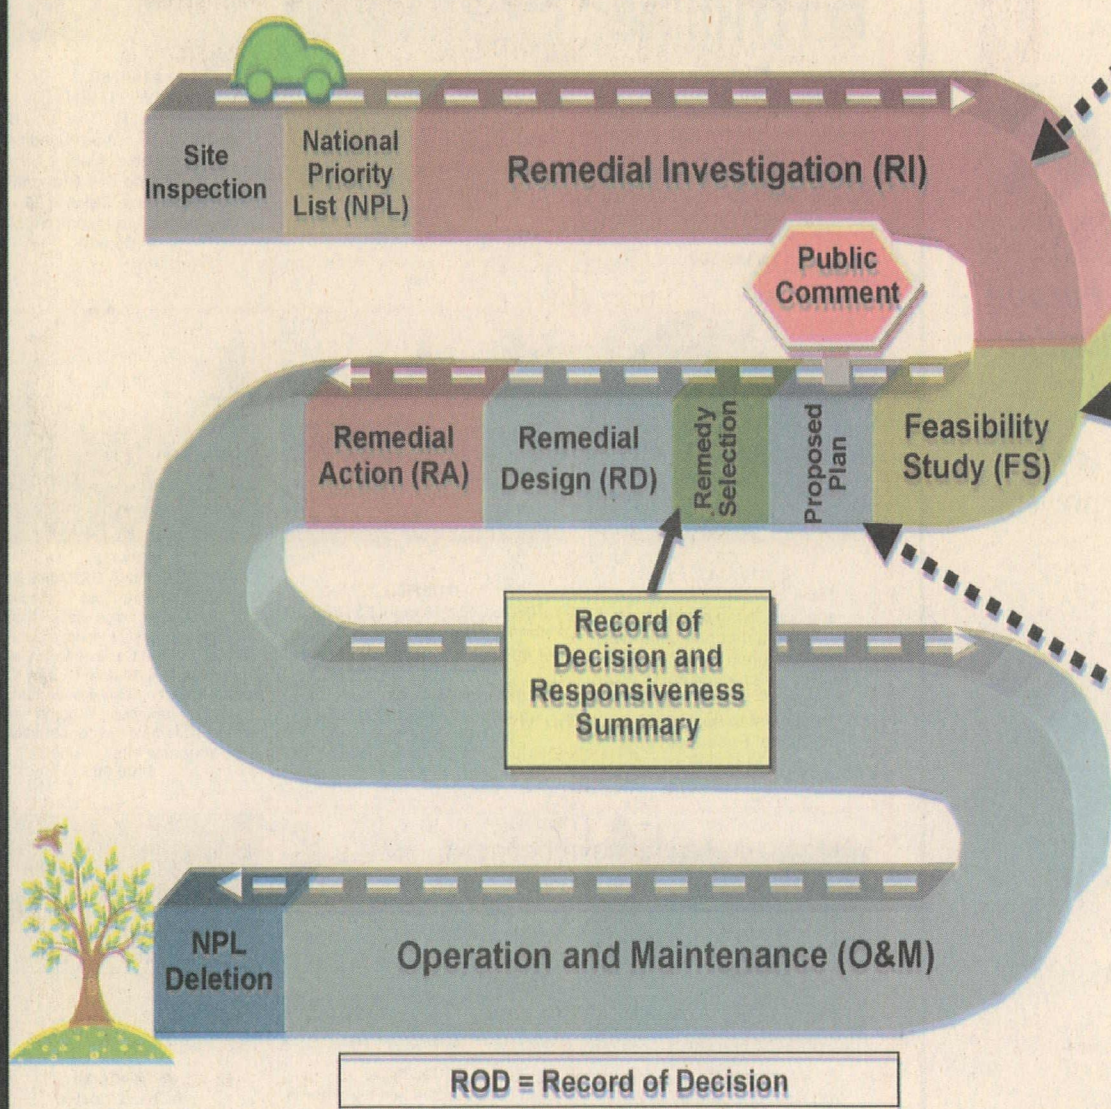 Site
Inspection
National
Priority
List (NPL)
Remedial Investigation (RI)
Public
Comment
Feasibility
Study (FS)
Proposed
Plan
Remedy
Selection
Remedial
Design (RD)
Remedial
Action (RA)
Record of
Decision and
Responsiveness
Summary
Operation and Maintenance (O&M)
NPL
Deletion
ROD = Record of Decision